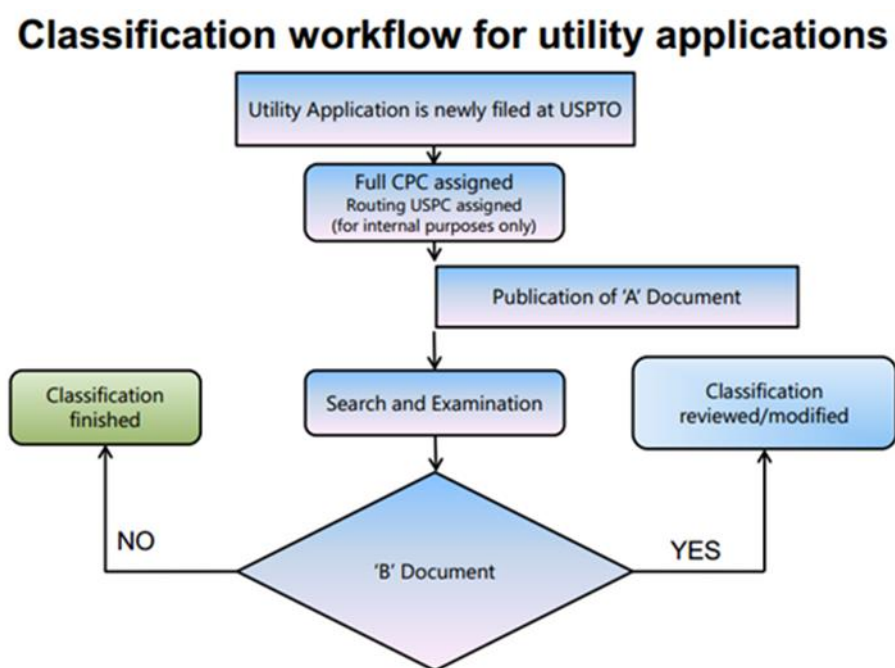 Classification workflow for utility applications
Utility Application is newly filed at USPTO
Full CPC assigned
Routing USPC assigned
(for internal purposes only)
Publication of ‘A’ Document
Classification
finished
Search and Examination
Classification
reviewed/modified
NO
‘B’ Document
YES